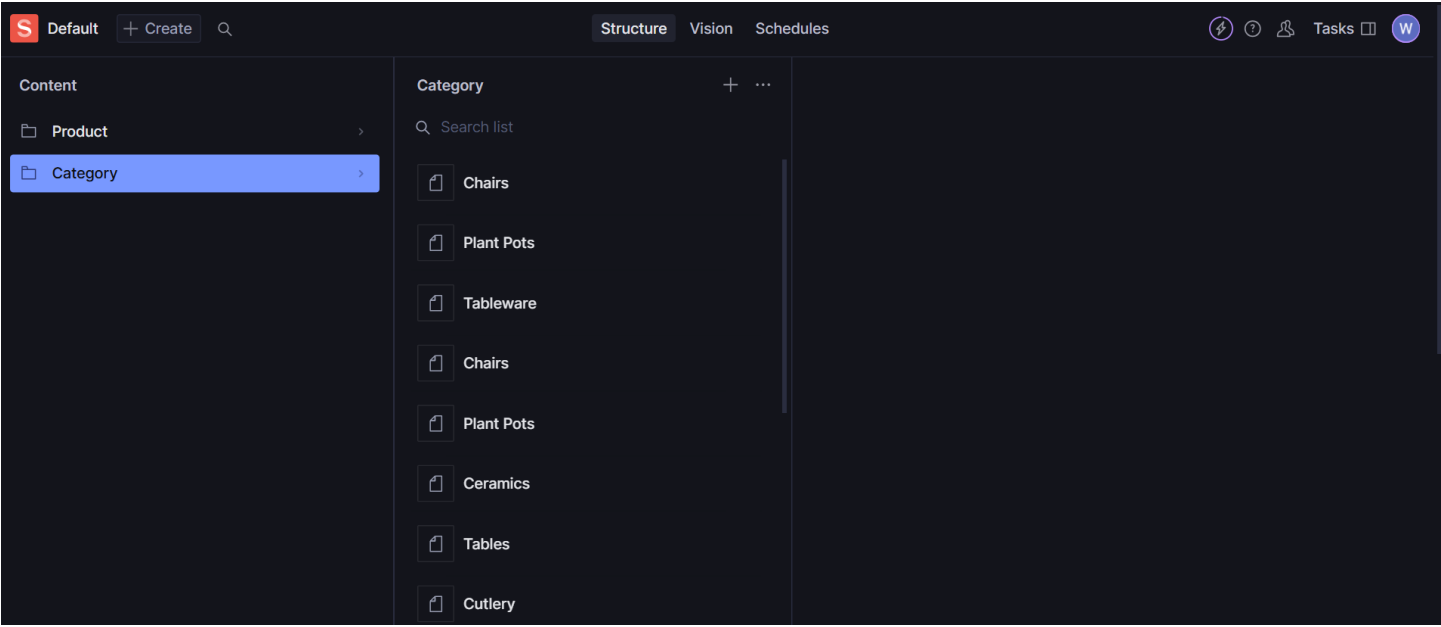 S Default + Create Structure Vision Schedules Tasks W
Content
Product
Category
Category
Search list
Chairs
Plant Pots
Tableware
Chairs
Plant Pots
Ceramics
Tables
Cutlery